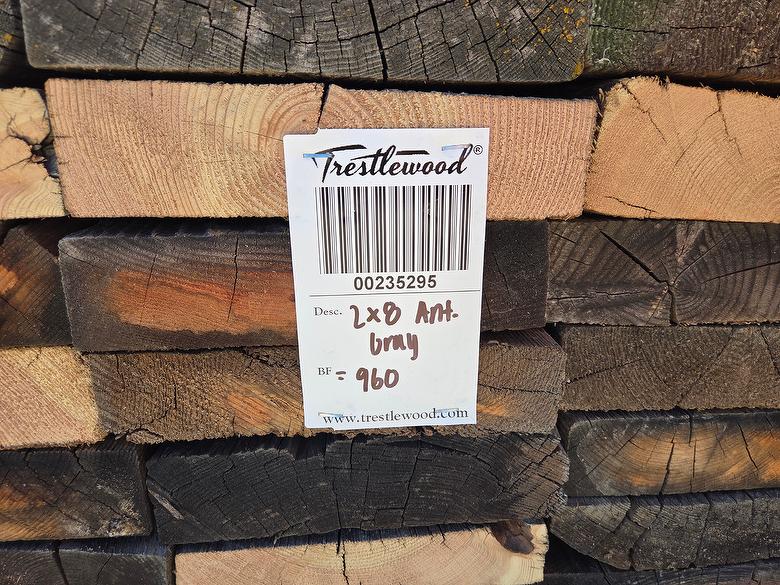 Trestlewood®
00235295
Desc. 2x8 Ant.
Gray
BF = 960
www.trestlewood.com